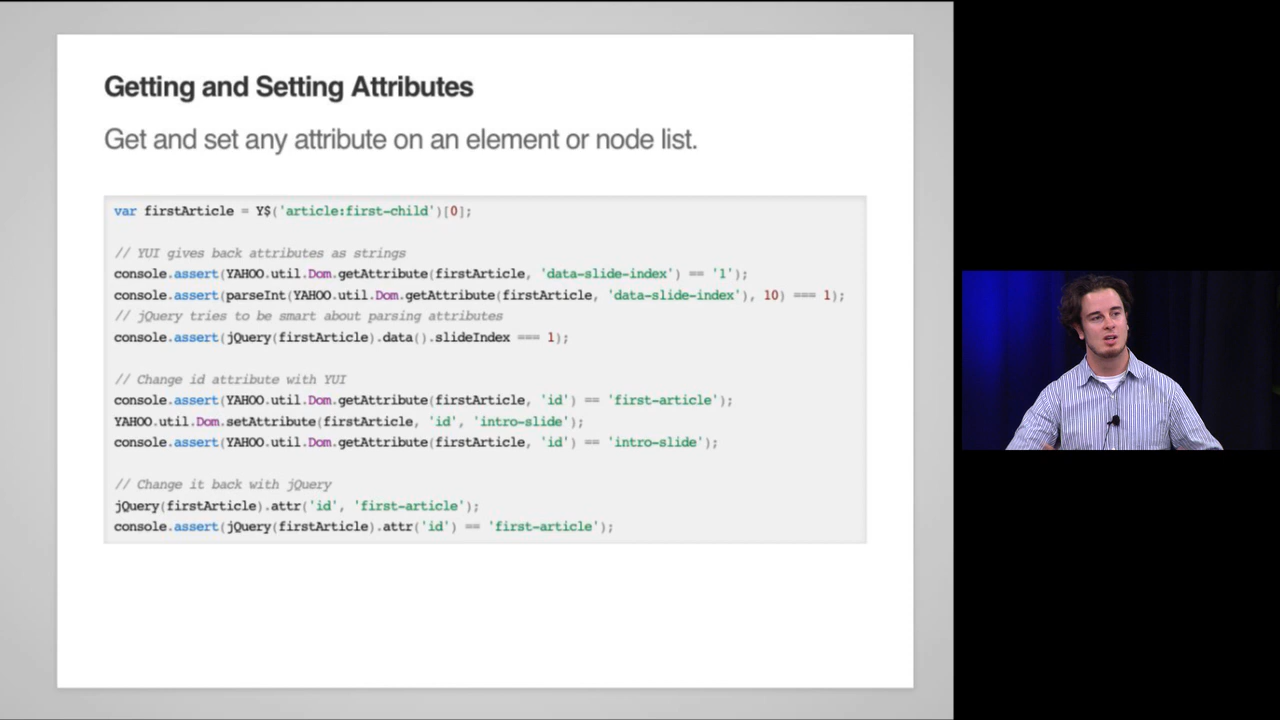 Getting and Setting Attributes
Get and set any attribute on an element or node list.
var firstArticle = Y$('article:first-child')[0];
// YUI gives back attributes as strings
console.assert(YAHOO.util.Dom.getAttribute(firstArticle, 'data-slide-index') == '1');
console.assert(parseInt(YAHOO.util.Dom.getAttribute(firstArticle, 'data-slide-index'), 10) === 1);
// jQuery tries to be smart about parsing attributes
console.assert(jQuery(firstArticle).data().slideIndex === 1);
// Change id attribute with YUI
console.assert(YAHOO.util.Dom.getAttribute(firstArticle, 'id') == 'first-article');
YAHOO.util.Dom.setAttribute(firstArticle, 'id', 'intro-slide');
console.assert(YAHOO.util.Dom.getAttribute(firstArticle, 'id') == 'intro-slide');
// Change it back with jQuery
jQuery(firstArticle).attr('id', 'first-article');
console.assert(jQuery(firstArticle).attr('id') == 'first-article');